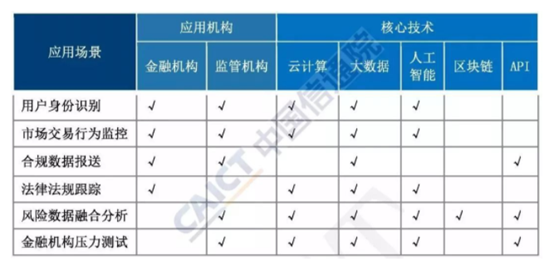 应用场景 应用机构 核心技术
金融机构 监管机构 云计算 大数据 人工智能 区块链 API
用户身份识别 √ √ √ √ √
市场交易行为监控 √ √ √ √ √
合规数据报送 √ √ √ √
法律法规跟踪 √ √ √ √
风险数据融合分析 √ √ √ √ √ √
金融机构压力测试 √ √ √ √ √
CAICT 中国信通院